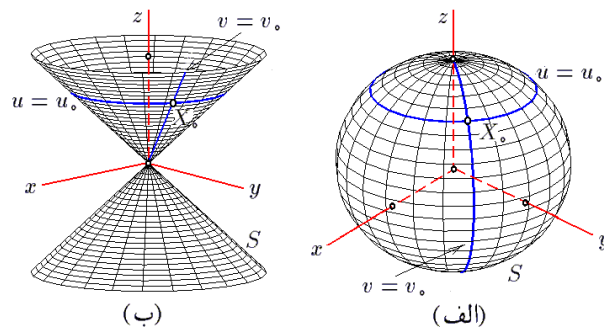 z
v = v。
u = u。
X。
x
y
S
(ب)
z
u = u。
X。
x
y
S
v = v。
(الف)